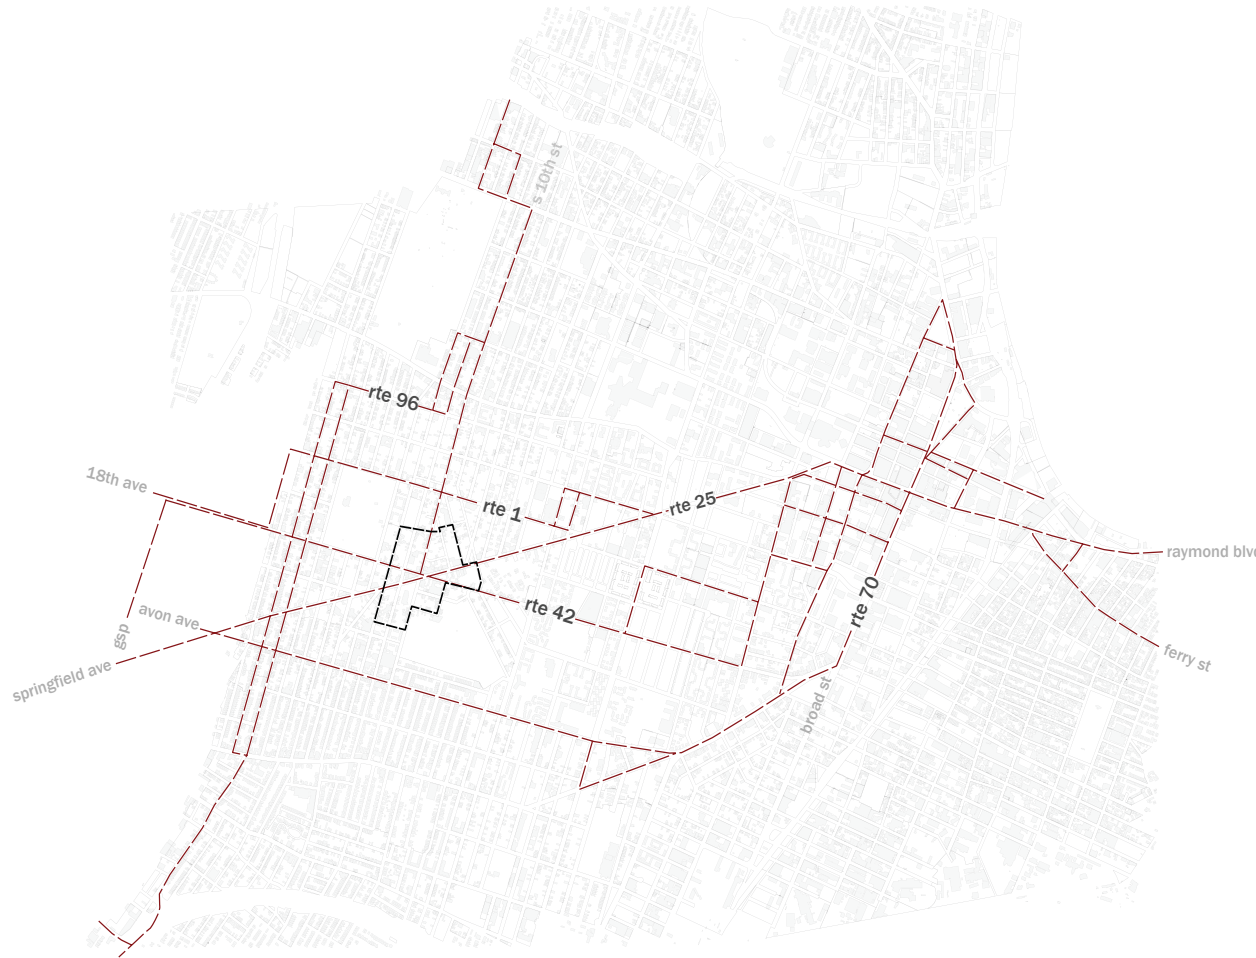 s 10th st
rte 96
18th ave
rte 1
rte 25
raymond blvd
avon ave
gsp
rte 42
rte 70
springfield ave
ferry st
broad st